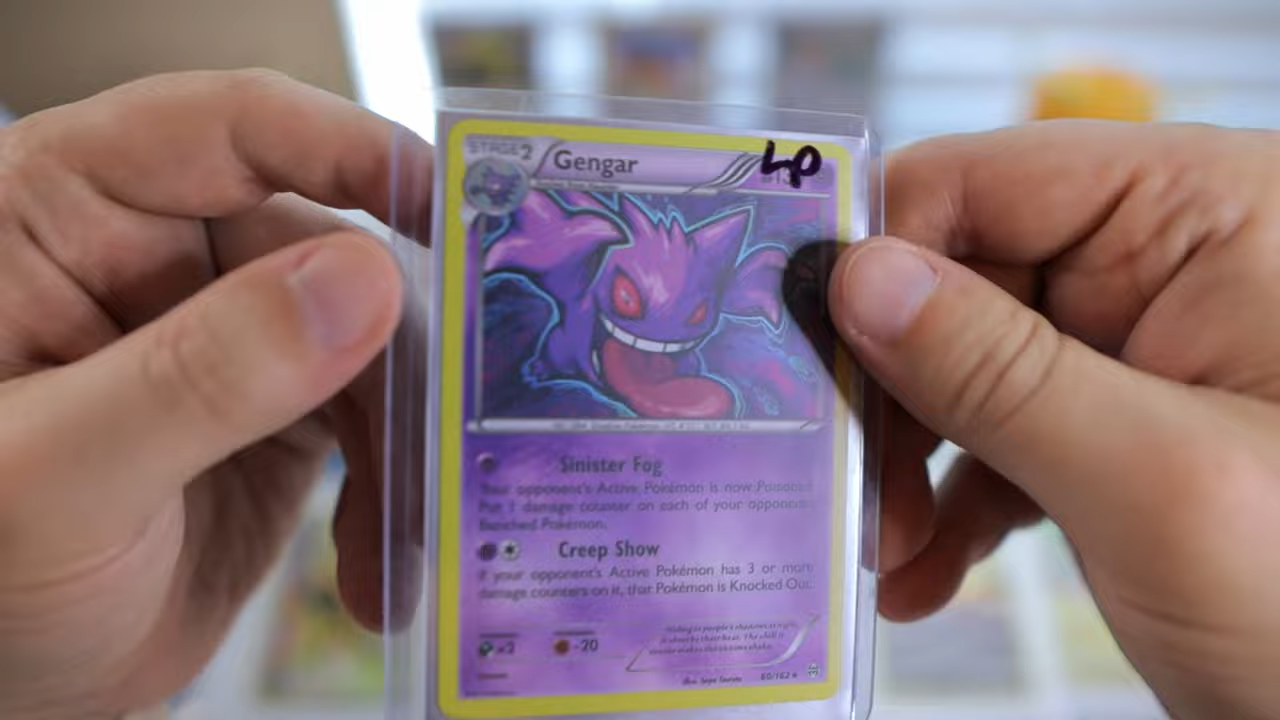 STAGE2 Gengar LP
Sinister Fog
Your opponent's Active Pokémon is now Poisoned.
Put 1 damage counter on each of your opponent's
Benched Pokémon.
Creep Show
If your opponent's Active Pokémon has 3 or more
damage counters on it, that Pokémon is Knocked Out.
×2 -20
60/162